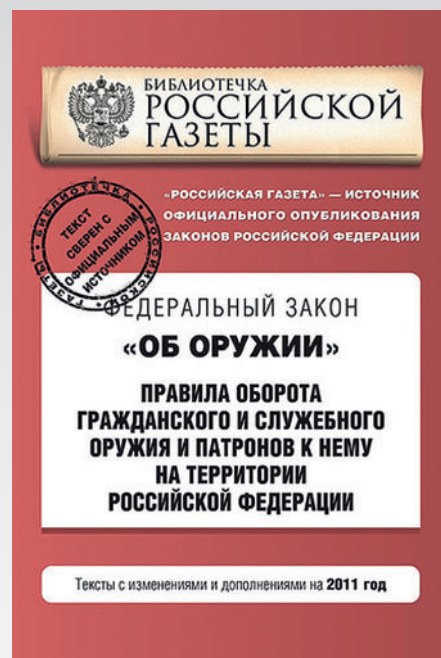 БИБЛИОТЕЧКА
РОССИЙСКОЙ
ГАЗЕТЫ
«РОССИЙСКАЯ ГАЗЕТА» — ИСТОЧНИК
ОФИЦИАЛЬНОГО ОПУБЛИКОВАНИЯ
ЗАКОНОВ РОССИЙСКОЙ ФЕДЕРАЦИИ
БИБЛИОТЕЧКА • РОССИЙСКОЙ • ГАЗЕТЫ •
ТЕКСТ
СВЕРЕН С
ОФИЦИАЛЬНЫМ
ИСТОЧНИКОМ
ФЕДЕРАЛЬНЫЙ ЗАКОН
«ОБ ОРУЖИИ»
ПРАВИЛА ОБОРОТА
ГРАЖДАНСКОГО И СЛУЖЕБНОГО
ОРУЖИЯ И ПАТРОНОВ К НЕМУ
НА ТЕРРИТОРИИ
РОССИЙСКОЙ ФЕДЕРАЦИИ
Тексты с изменениями и дополнениями на 2011 год